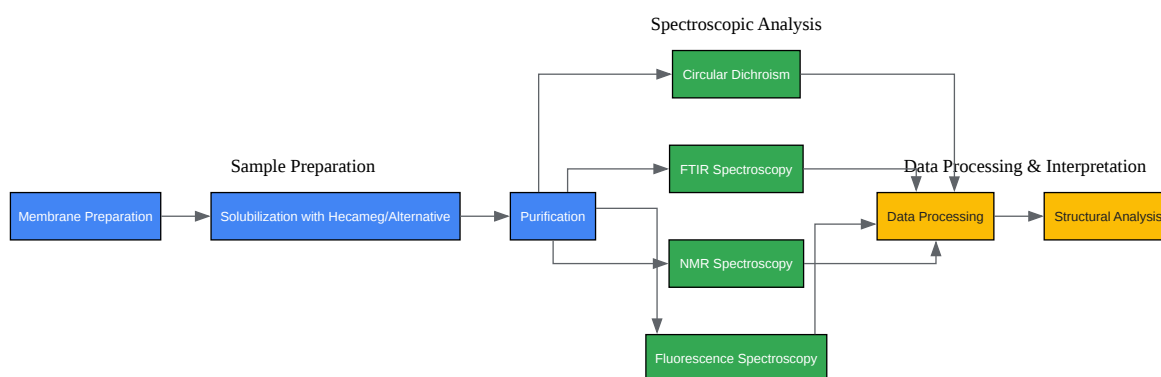 Spectroscopic Analysis
Circular Dichroism
Sample Preparation
FTIR Spectroscopy
Data Processing & Interpretation
Membrane Preparation
Solubilization with Hecameg/Alternative
Purification
Data Processing
Structural Analysis
NMR Spectroscopy
Fluorescence Spectroscopy